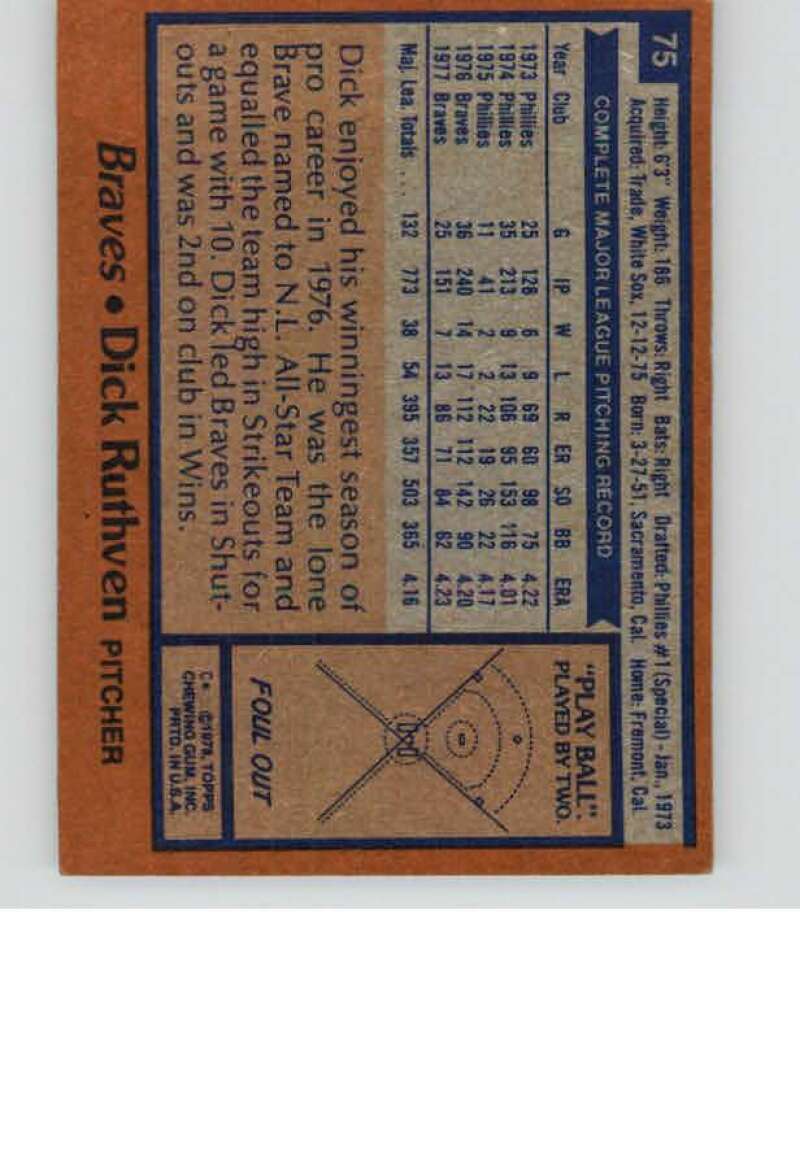 75
Height: 6'3" Weight: 186 Throws: Right Bats: Right Drafted: Phillies #1 (Special) - Jan., 1973
Acquired: Trade, White Sox, 12-12-75 Born: 3-27-51, Sacramento, Cal. Home: Fremont, Cal.
COMPLETE MAJOR LEAGUE PITCHING RECORD
Year Club G IP W L R ER SO BB ERA
1973 Phillies 25 128 6 9 69 60 98 75 4.22
1974 Phillies 35 213 9 13 106 95 153 116 4.01
1975 Phillies 11 41 2 2 22 19 26 22 4.17
1976 Braves 36 240 14 17 112 112 142 90 4.20
1977 Braves 25 151 7 13 86 71 84 62 4.23
Maj. Lea. Totals . . . 132 773 38 54 395 357 503 365 4.16
Dick enjoyed his winningest season of
pro career in 1976. He was the lone
Brave named to N.L. All-Star Team and
equalled the team high in Strikeouts for
a game with 10. Dick led Braves in Shut-
outs and was 2nd on club in Wins.
"PLAY BALL".
PLAYED BY TWO.
FOUL OUT
C* ©1978, TOPPS
CHEWING GUM, INC.
PRTD. IN U.S.A.
Braves • Dick Ruthven PITCHER